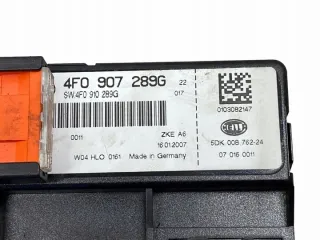 4F0 907 289G 22
SW:4F0 910 289G 017
0103082147
0011 ZKE A6
16.01.2007
W04 HLO 0161 Made in Germany
HELLA
5DK 008 762-24
07 016 0011